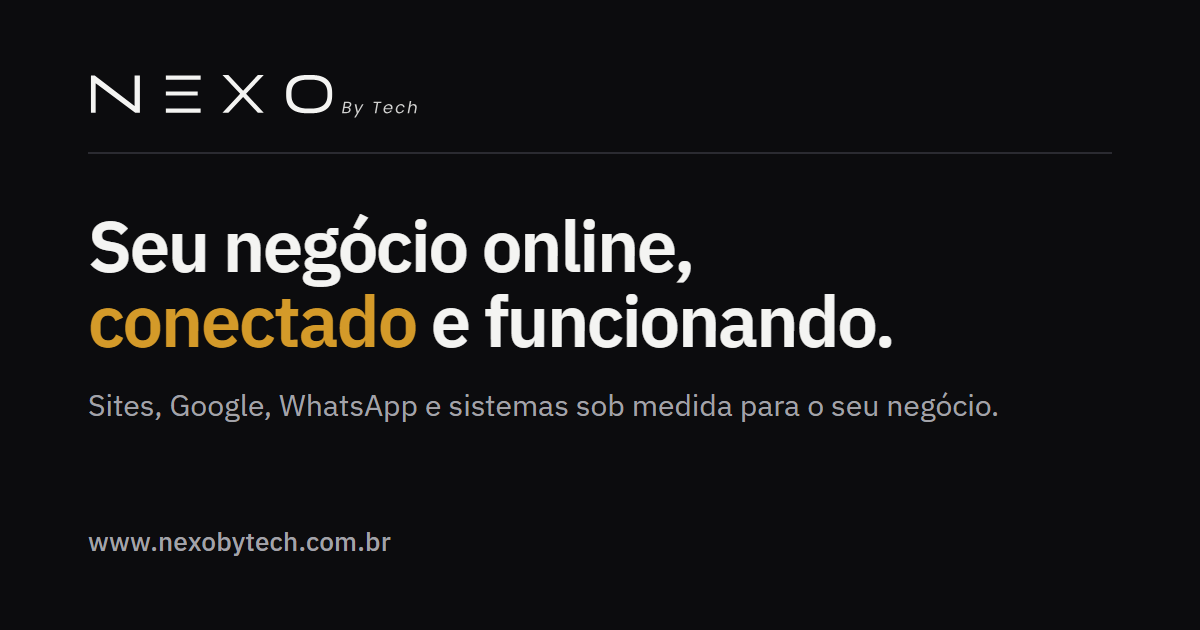 NEXO By Tech
Seu negócio online,
conectado e funcionando.
Sites, Google, WhatsApp e sistemas sob medida para o seu negócio.
www.nexobytech.com.br